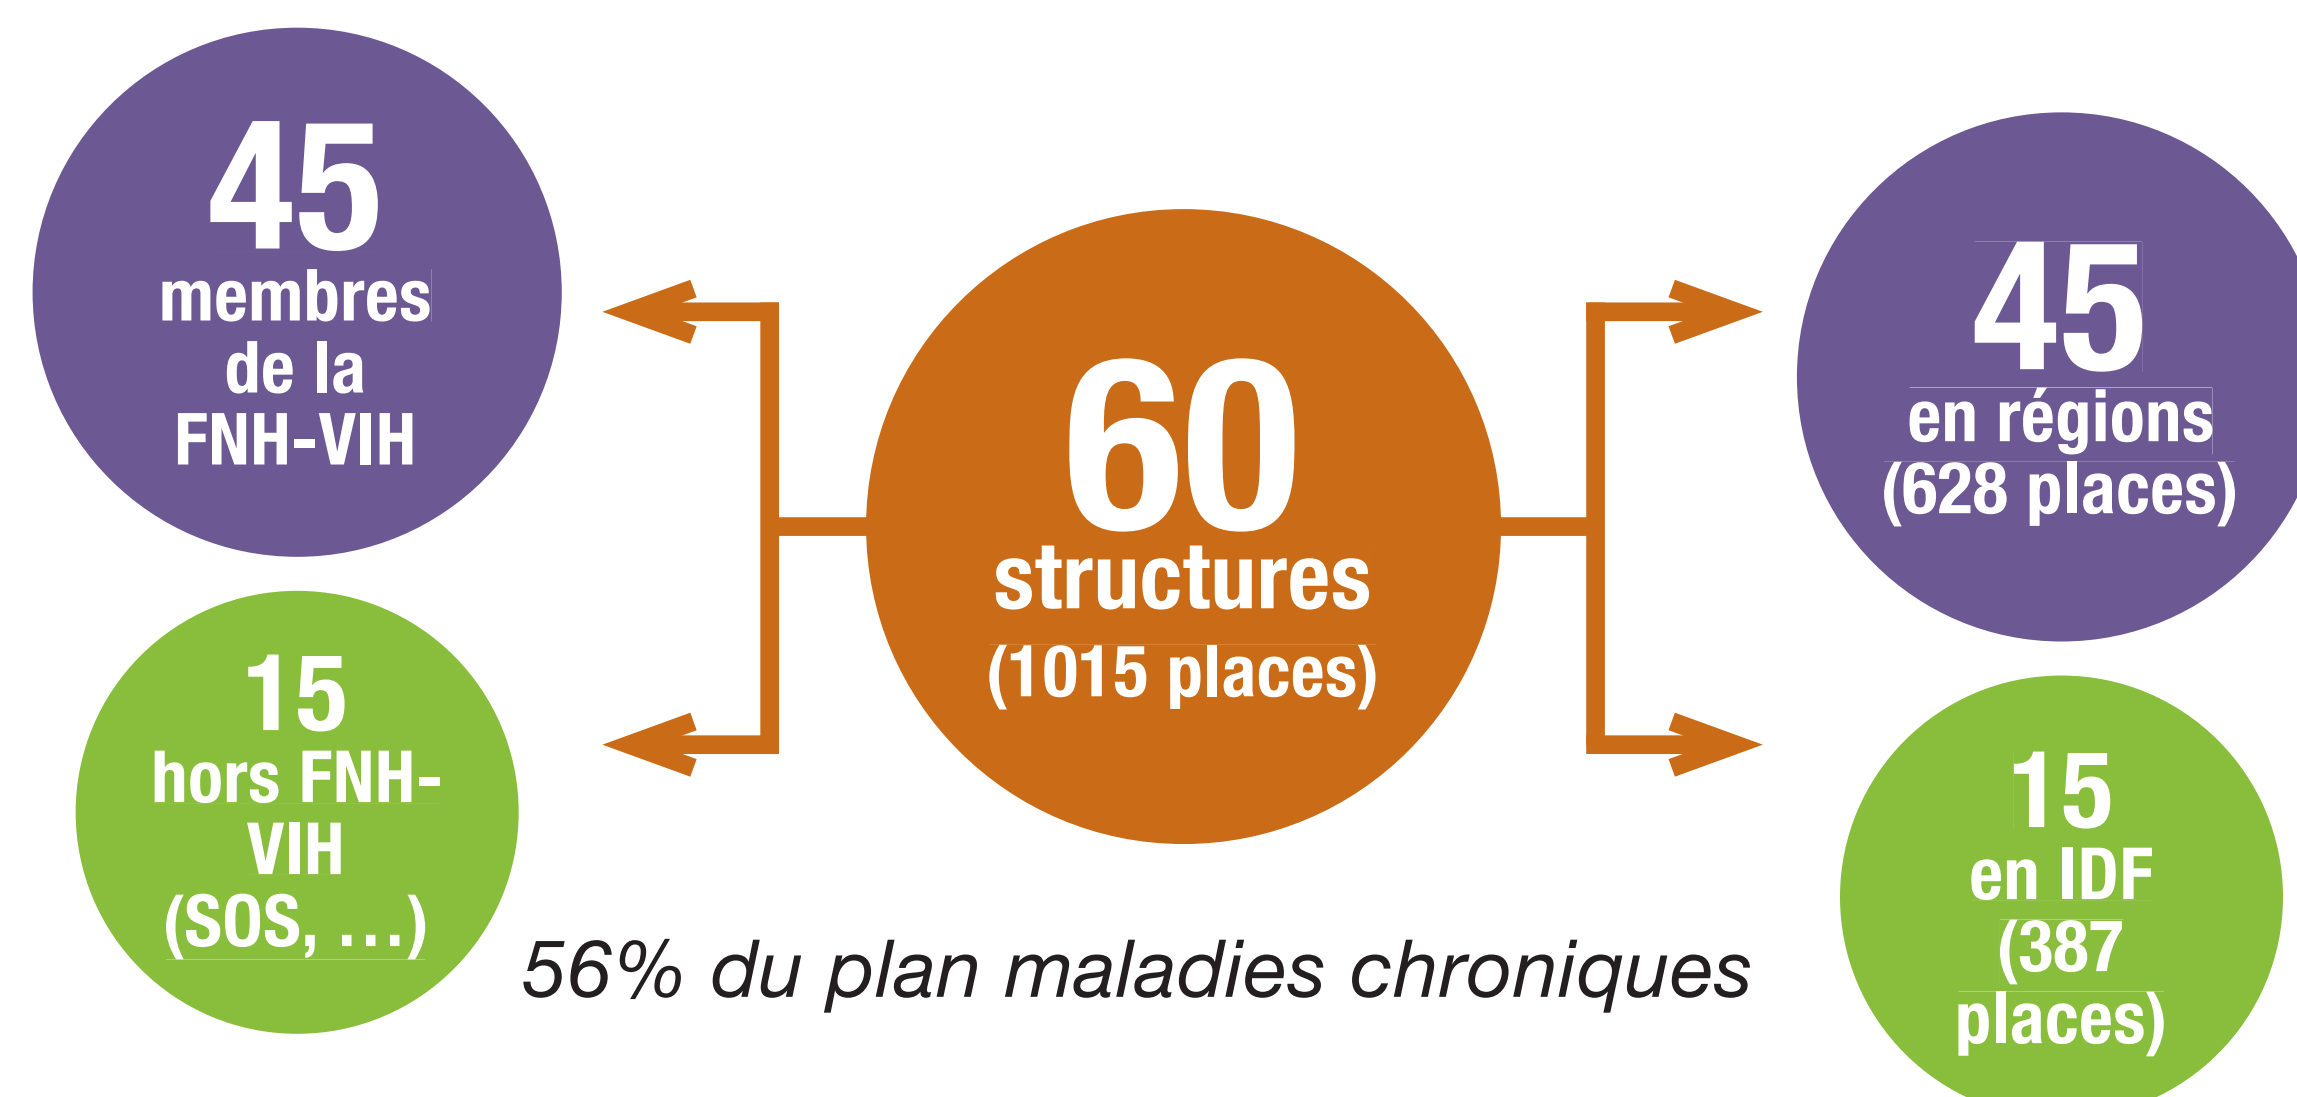 45
membres
de la
FNH-VIH
15
hors FNH-
VIH
(SOS, …)
60
structures
(1015 places)
45
en régions
(628 places)
15
en IDF
(387
places)
56% du plan maladies chroniques